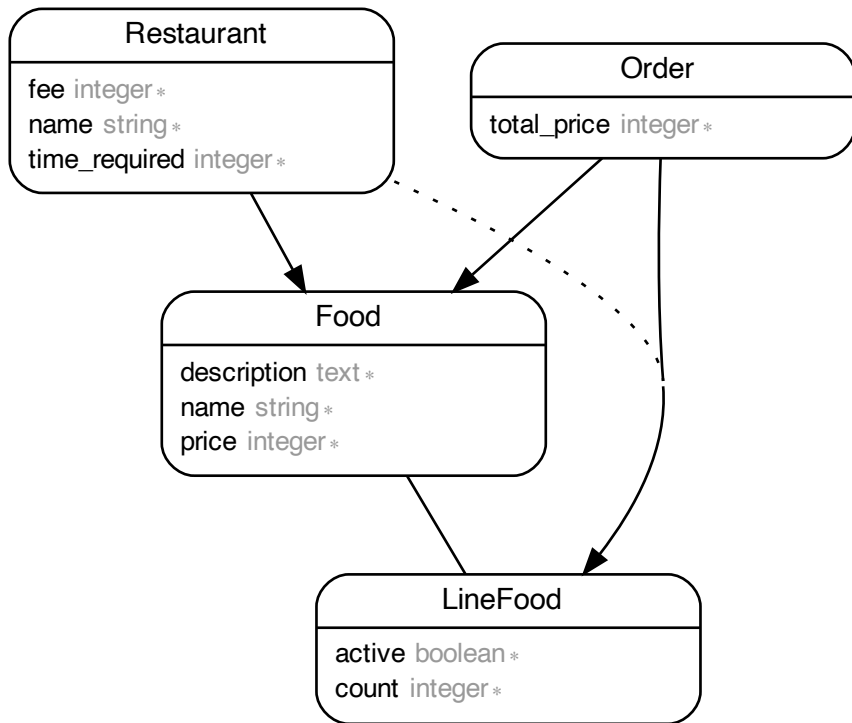 Restaurant
fee integer *
name string *
time_required integer *
Order
total_price integer *
Food
description text *
name string *
price integer *
LineFood
active boolean *
count integer *